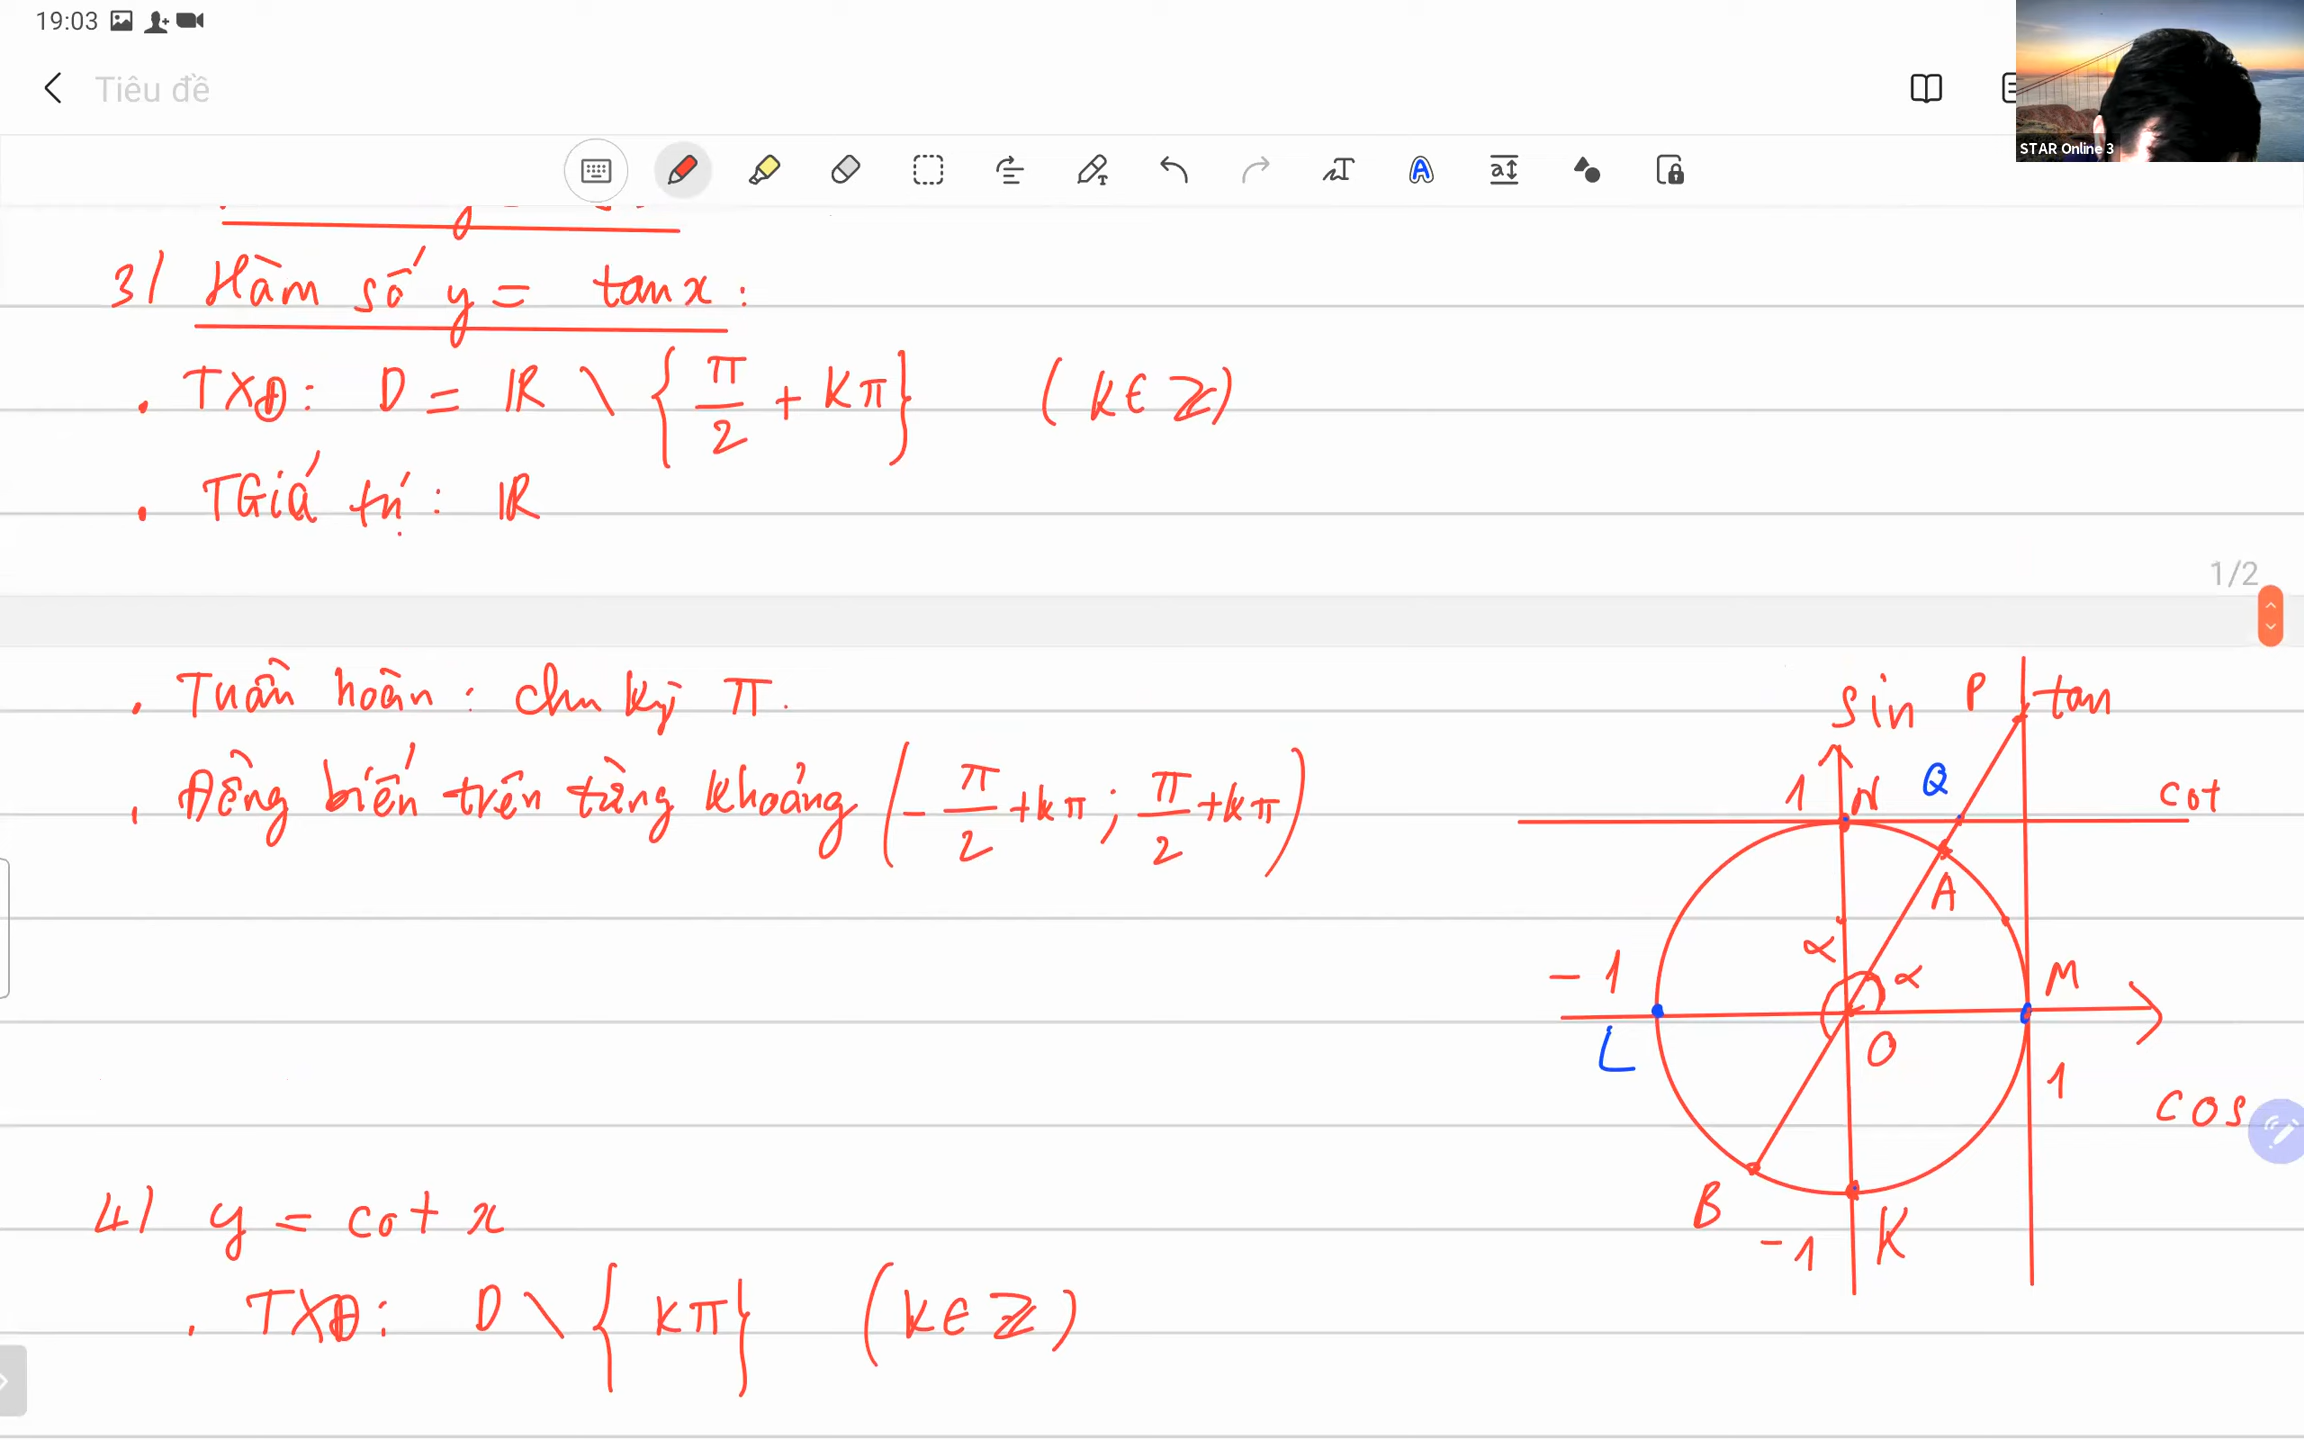 19:03
Tiêu đề
STAR Online 3
3) Hàm số y = tan x :
. TXĐ: D = ℝ \ { π/2 + kπ } ( k ∈ ℤ )
. TGiá trị : ℝ
1/2
. Tuần hoàn : chu kỳ π.
. Đồng biến trên từng khoảng ( - π/2 + kπ ; π/2 + kπ )
sin P tan
1 N Q cot
A
α
- 1 α M
L O 1
cos
B
-1 K
4) y = cot x
. TXĐ: D \ { kπ } ( k ∈ ℤ )